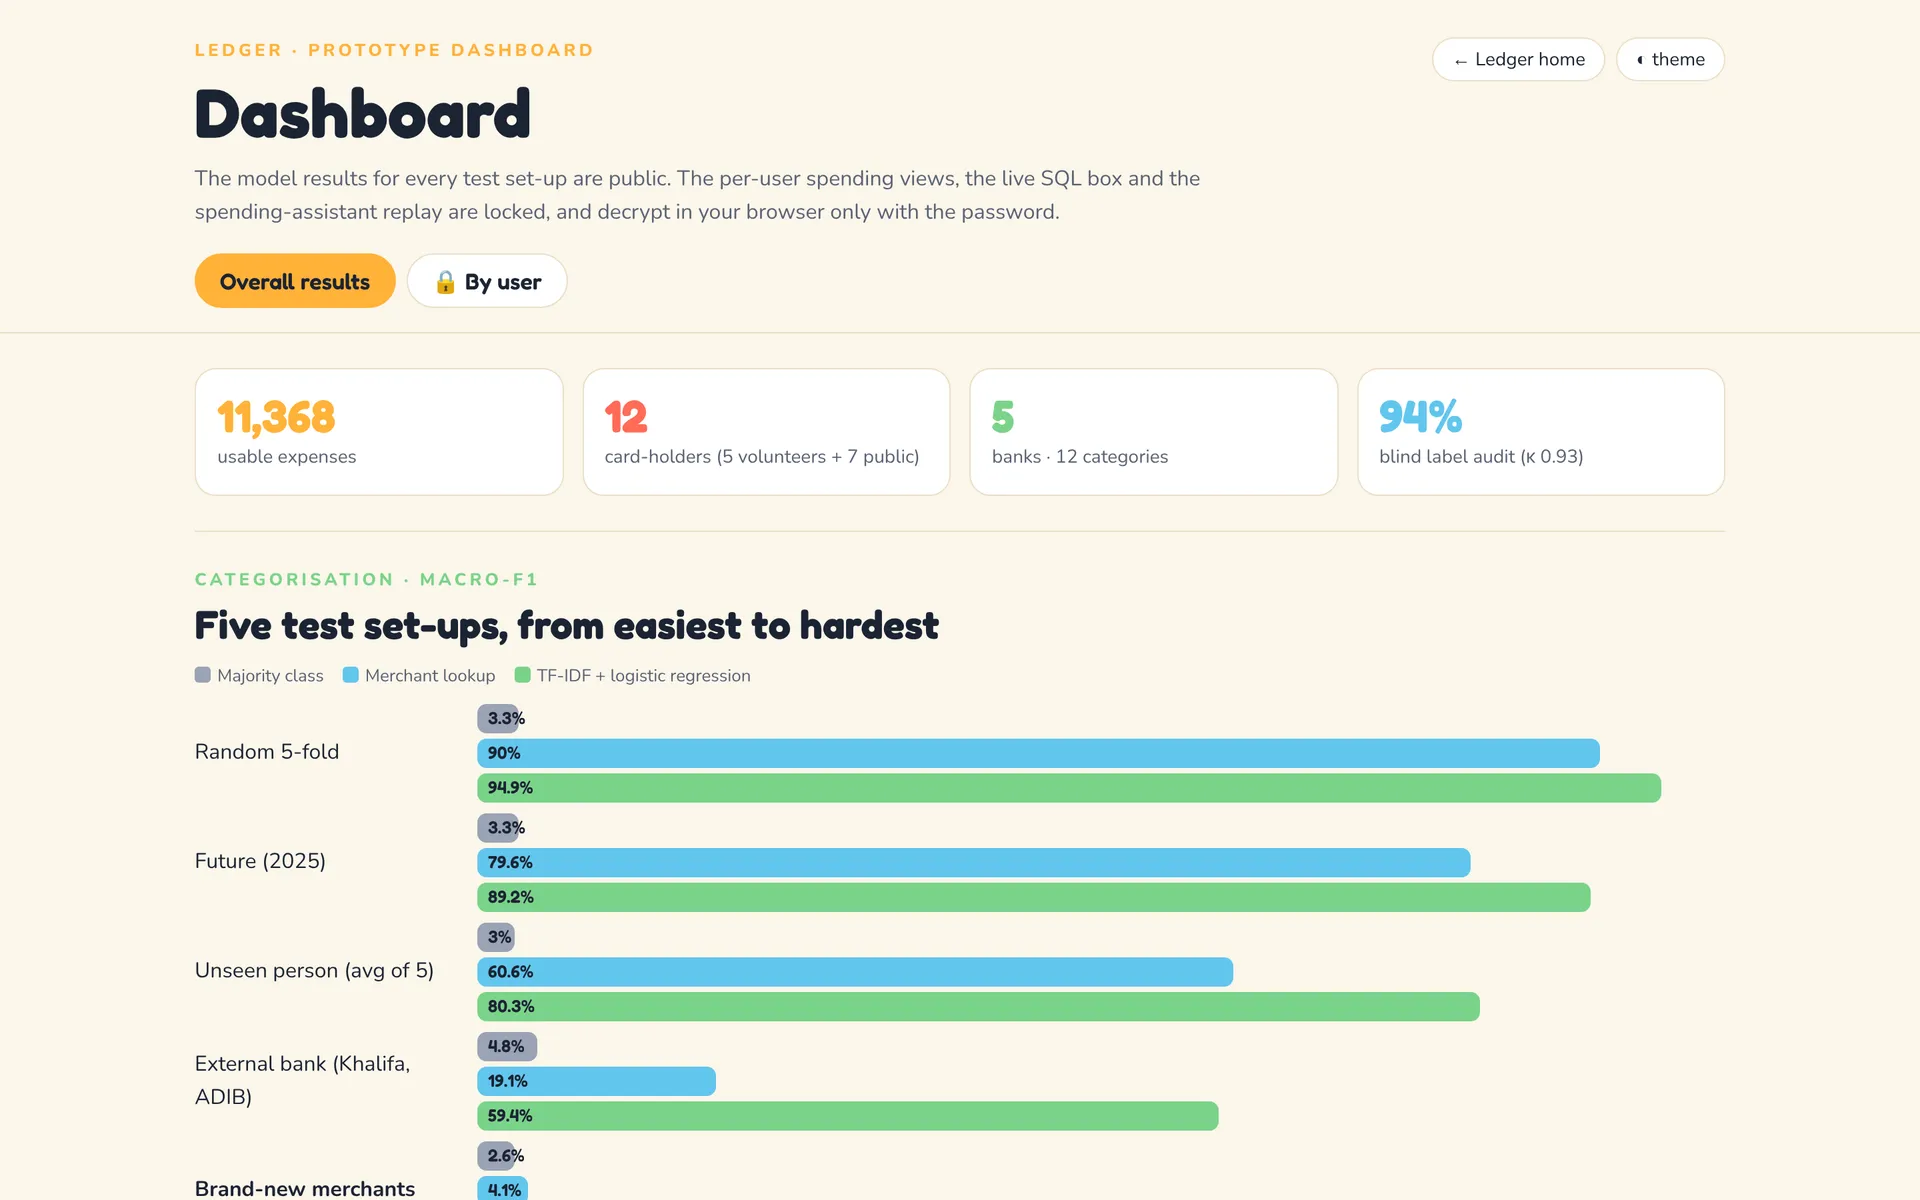 LEDGER · PROTOTYPE DASHBOARD
← Ledger home
theme
Dashboard
The model results for every test set-up are public. The per-user spending views, the live SQL box and the
spending-assistant replay are locked, and decrypt in your browser only with the password.
Overall results
🔒 By user
11,368
usable expenses
12
card-holders (5 volunteers + 7 public)
5
banks · 12 categories
94%
blind label audit (κ 0.93)
CATEGORISATION · MACRO-F1
Five test set-ups, from easiest to hardest
Majority class
Merchant lookup
TF-IDF + logistic regression
Random 5-fold
3.3%
90%
94.9%
Future (2025)
3.3%
79.6%
89.2%
Unseen person (avg of 5)
3%
60.6%
80.3%
External bank (Khalifa,
ADIB)
4.8%
19.1%
59.4%
Brand-new merchants
2.6%
4.1%